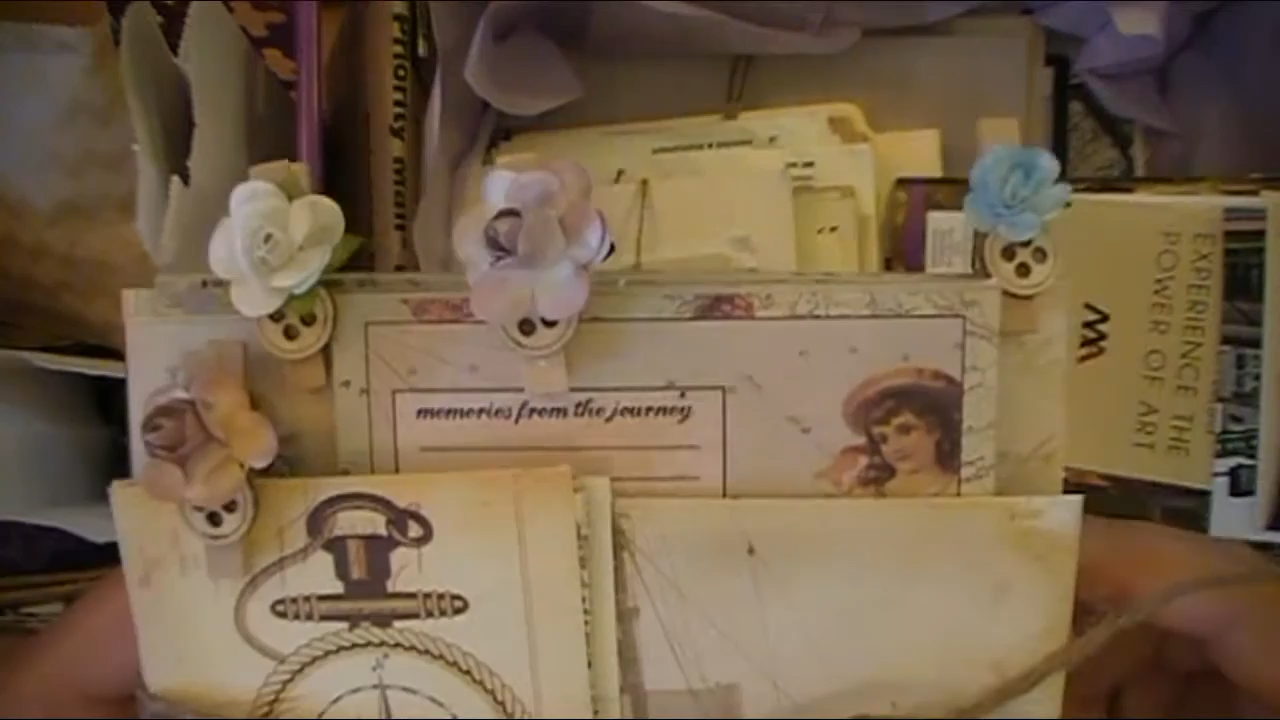 Priority Mail
memories from the journey
EXPERIENCE THE
POWER OF ART
N